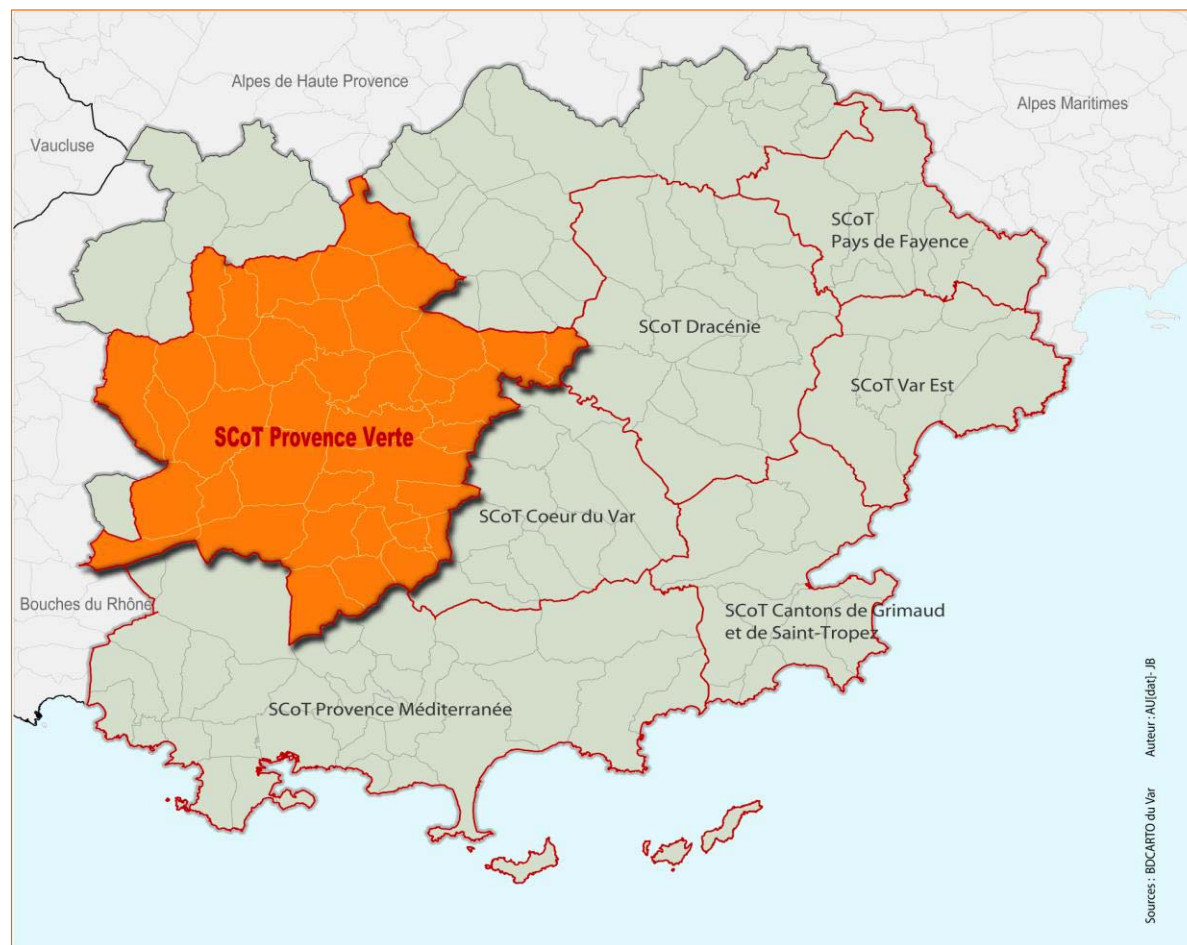 Alpes de Haute Provence
Alpes Maritimes
Vaucluse
SCoT
Pays de Fayence
SCoT Dracénie
SCoT Var Est
SCoT Provence Verte
SCoT Coeur du Var
Bouches du Rhône
SCoT Cantons de Grimaud
et de Saint-Tropez
SCoT Provence Méditerranée
Sources : BDCARTO du Var Auteur : AU[dat]- JB